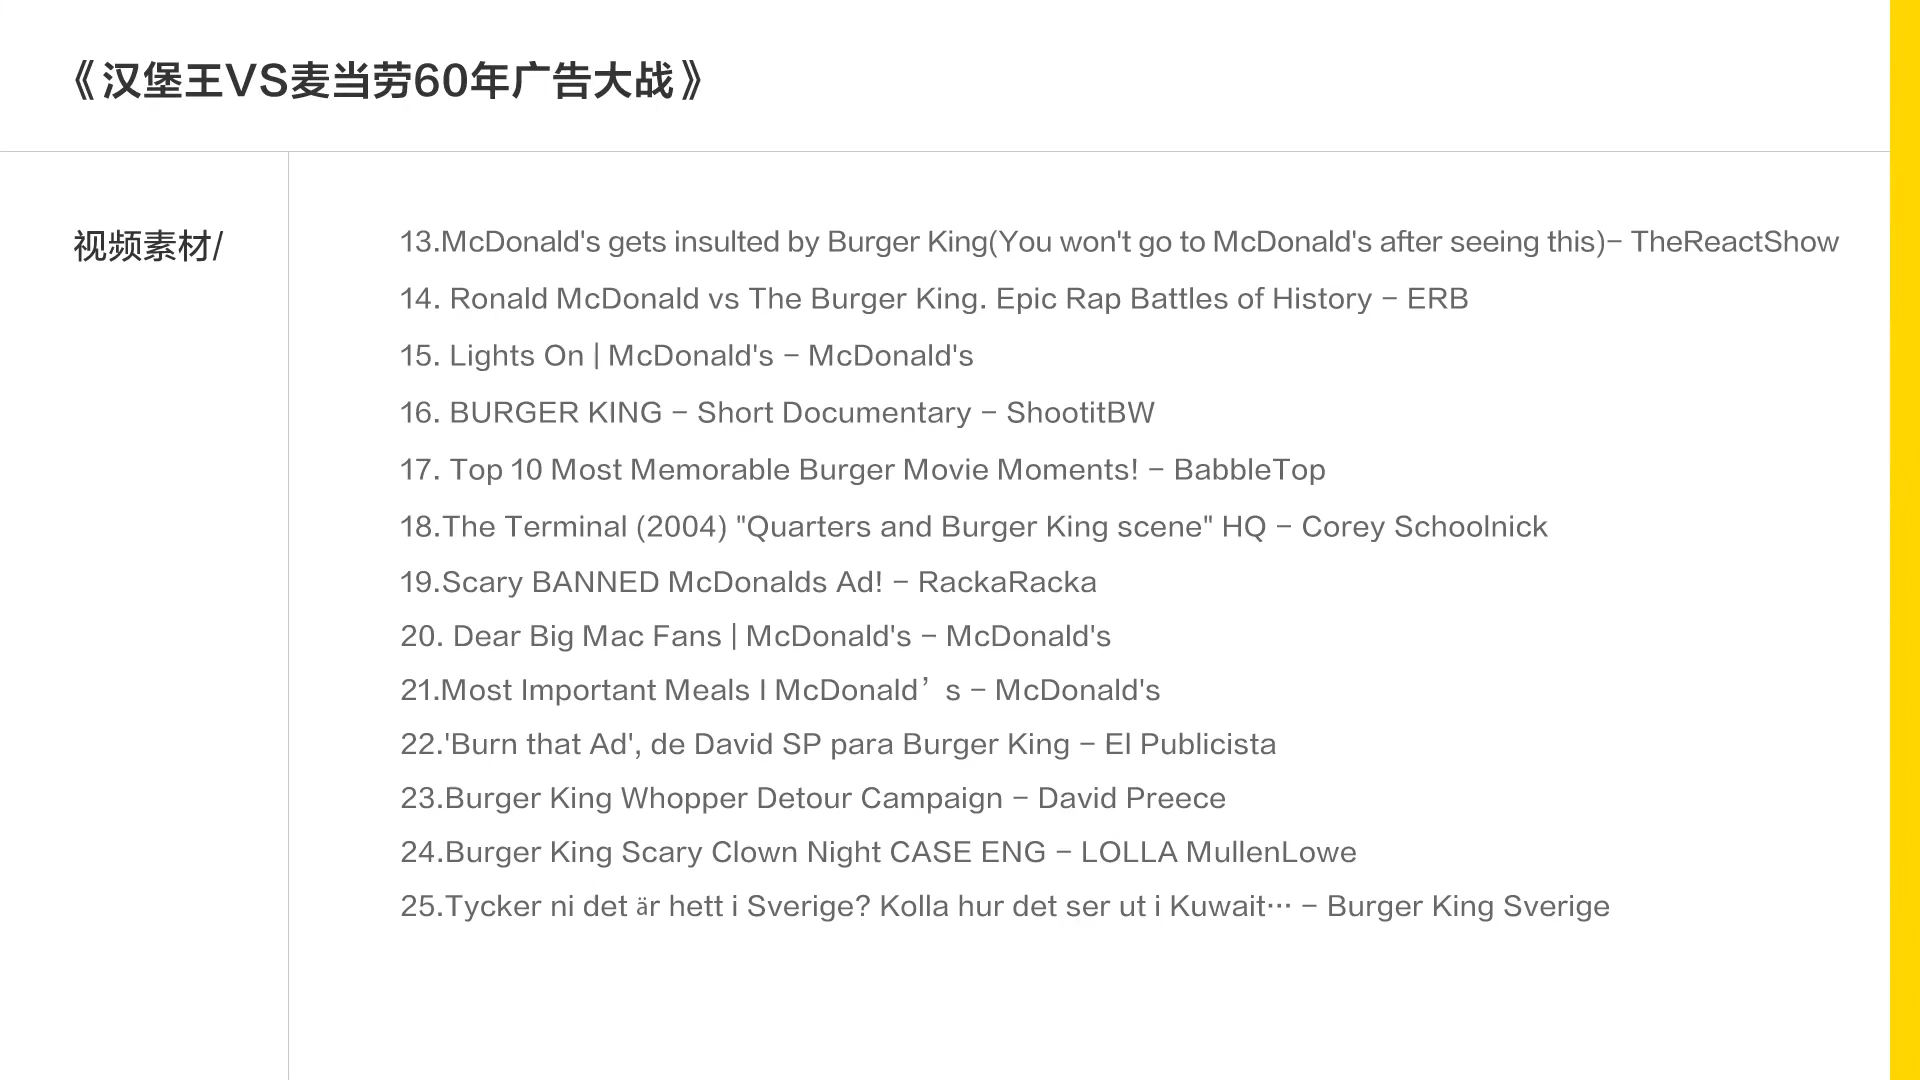 《汉堡王VS麦当劳60年广告大战》
视频素材/
13.McDonald's gets insulted by Burger King(You won't go to McDonald's after seeing this)– TheReactShow
14. Ronald McDonald vs The Burger King. Epic Rap Battles of History – ERB
15. Lights On | McDonald's – McDonald's
16. BURGER KING – Short Documentary – ShootitBW
17. Top 10 Most Memorable Burger Movie Moments! – BabbleTop
18.The Terminal (2004) "Quarters and Burger King scene" HQ – Corey Schoolnick
19.Scary BANNED McDonalds Ad! – RackaRacka
20. Dear Big Mac Fans | McDonald's – McDonald's
21.Most Important Meals I McDonald’s – McDonald's
22.'Burn that Ad', de David SP para Burger King – El Publicista
23.Burger King Whopper Detour Campaign – David Preece
24.Burger King Scary Clown Night CASE ENG – LOLLA MullenLowe
25.Tycker ni det är hett i Sverige? Kolla hur det ser ut i Kuwait… – Burger King Sverige